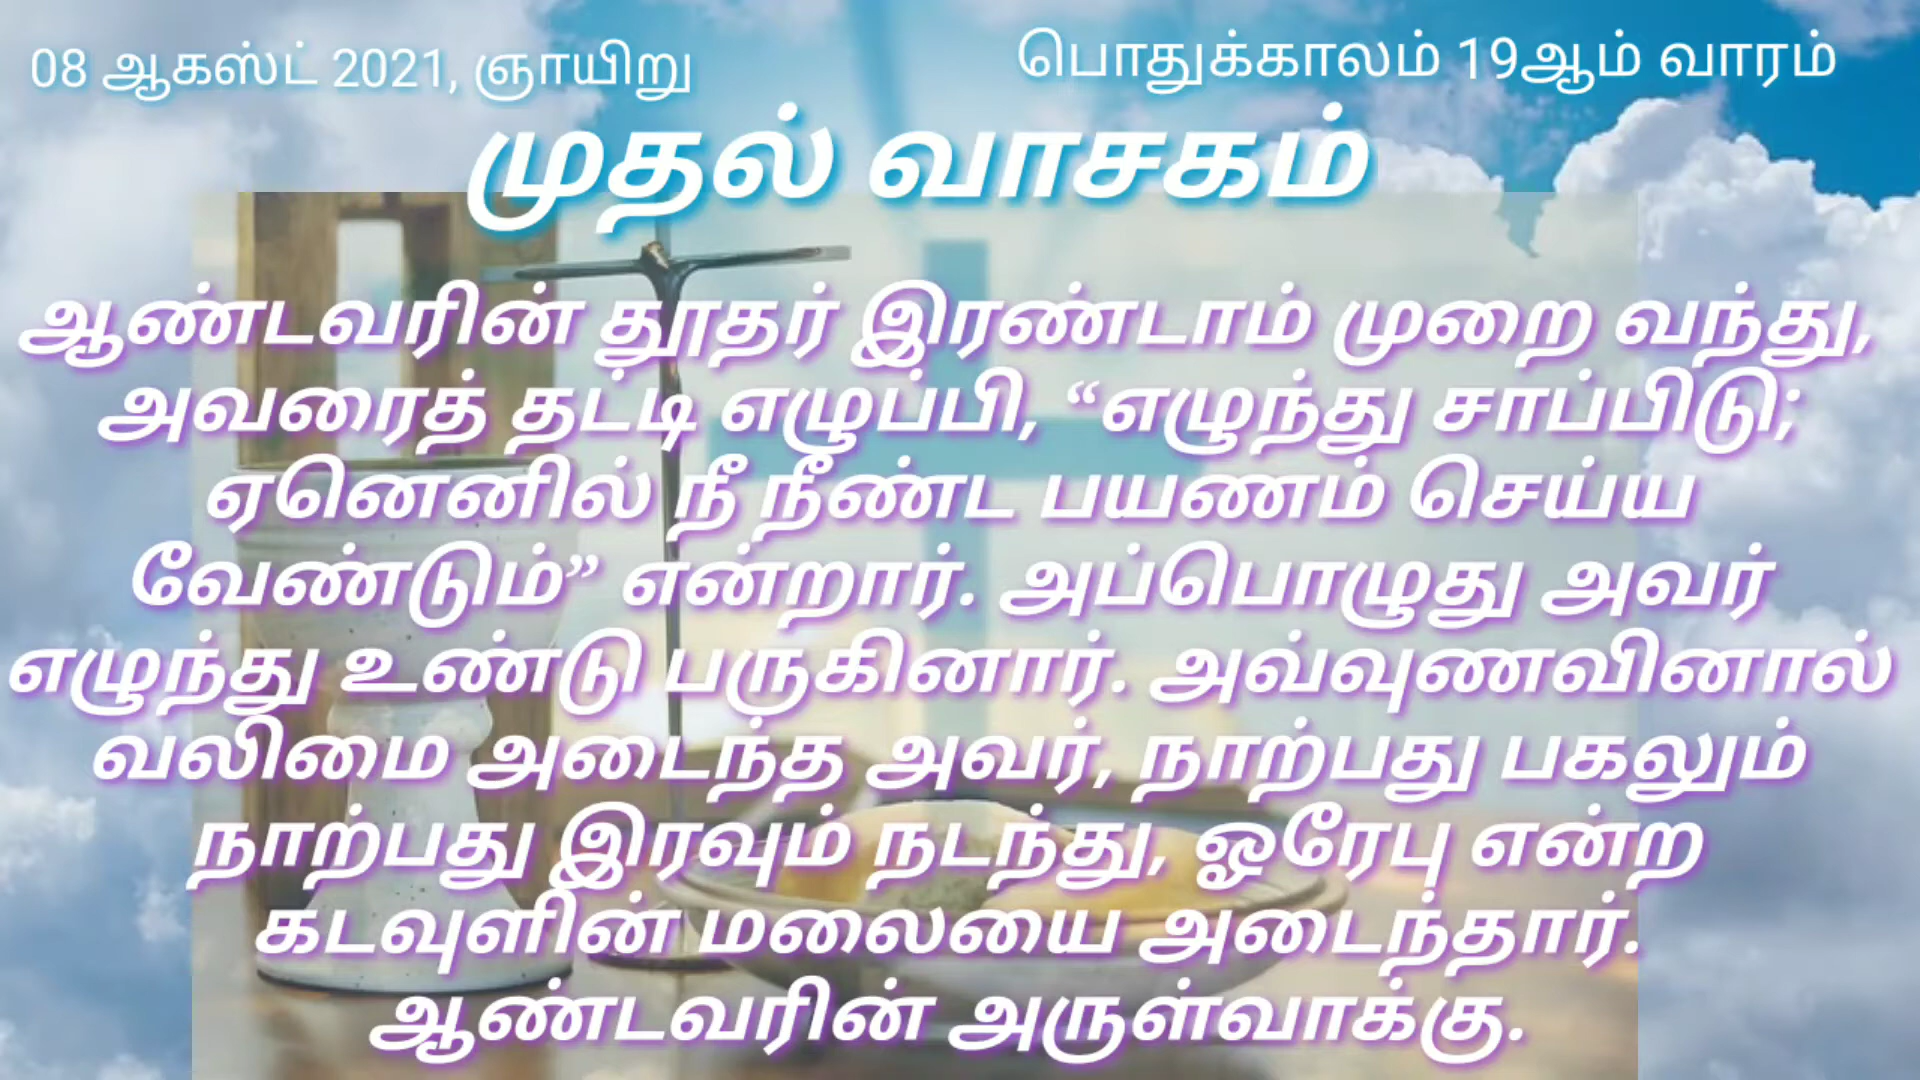 08 ஆகஸ்ட் 2021, ஞாயிறு
பொதுக்காலம் 19ஆம் வாரம்
முதல் வாசகம்
ஆண்டவரின் தூதர் இரண்டாம் முறை வந்து,
அவரைத் தட்டி எழுப்பி, “எழுந்து சாப்பிடு;
ஏனெனில் நீ நீண்ட பயணம் செய்ய
வேண்டும்” என்றார். அப்பொழுது அவர்
எழுந்து உண்டு பருகினார். அவ்வுணவினால்
வலிமை அடைந்த அவர், நாற்பது பகலும்
நாற்பது இரவும் நடந்து, ஓரேபு என்ற
கடவுளின் மலையை அடைந்தார்.
ஆண்டவரின் அருள்வாக்கு.